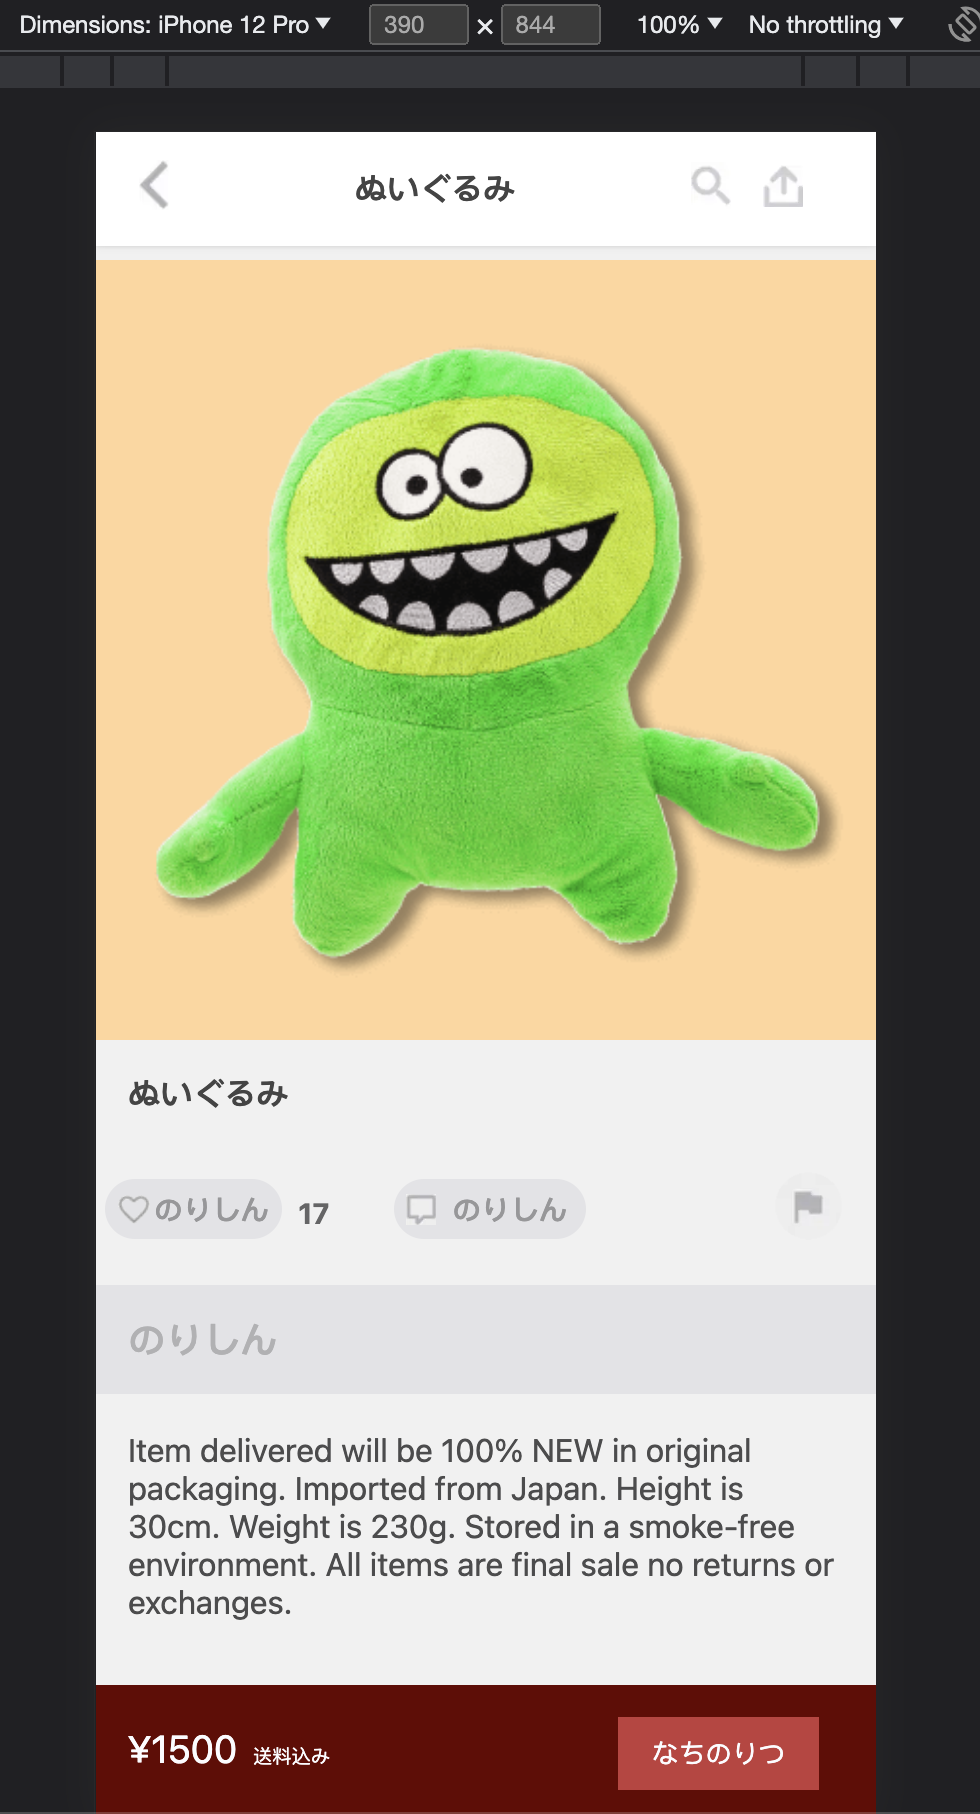 Dimensions: iPhone 12 Pro ▼ 390 × 844 100% ▼ No throttling ▼
ぬいぐるみ
ぬいぐるみ
のりしん 17 のりしん
のりしん
Item delivered will be 100% NEW in original
packaging. Imported from Japan. Height is
30cm. Weight is 230g. Stored in a smoke-free
environment. All items are final sale no returns or
exchanges.
¥1500 送料込み なちのりつ